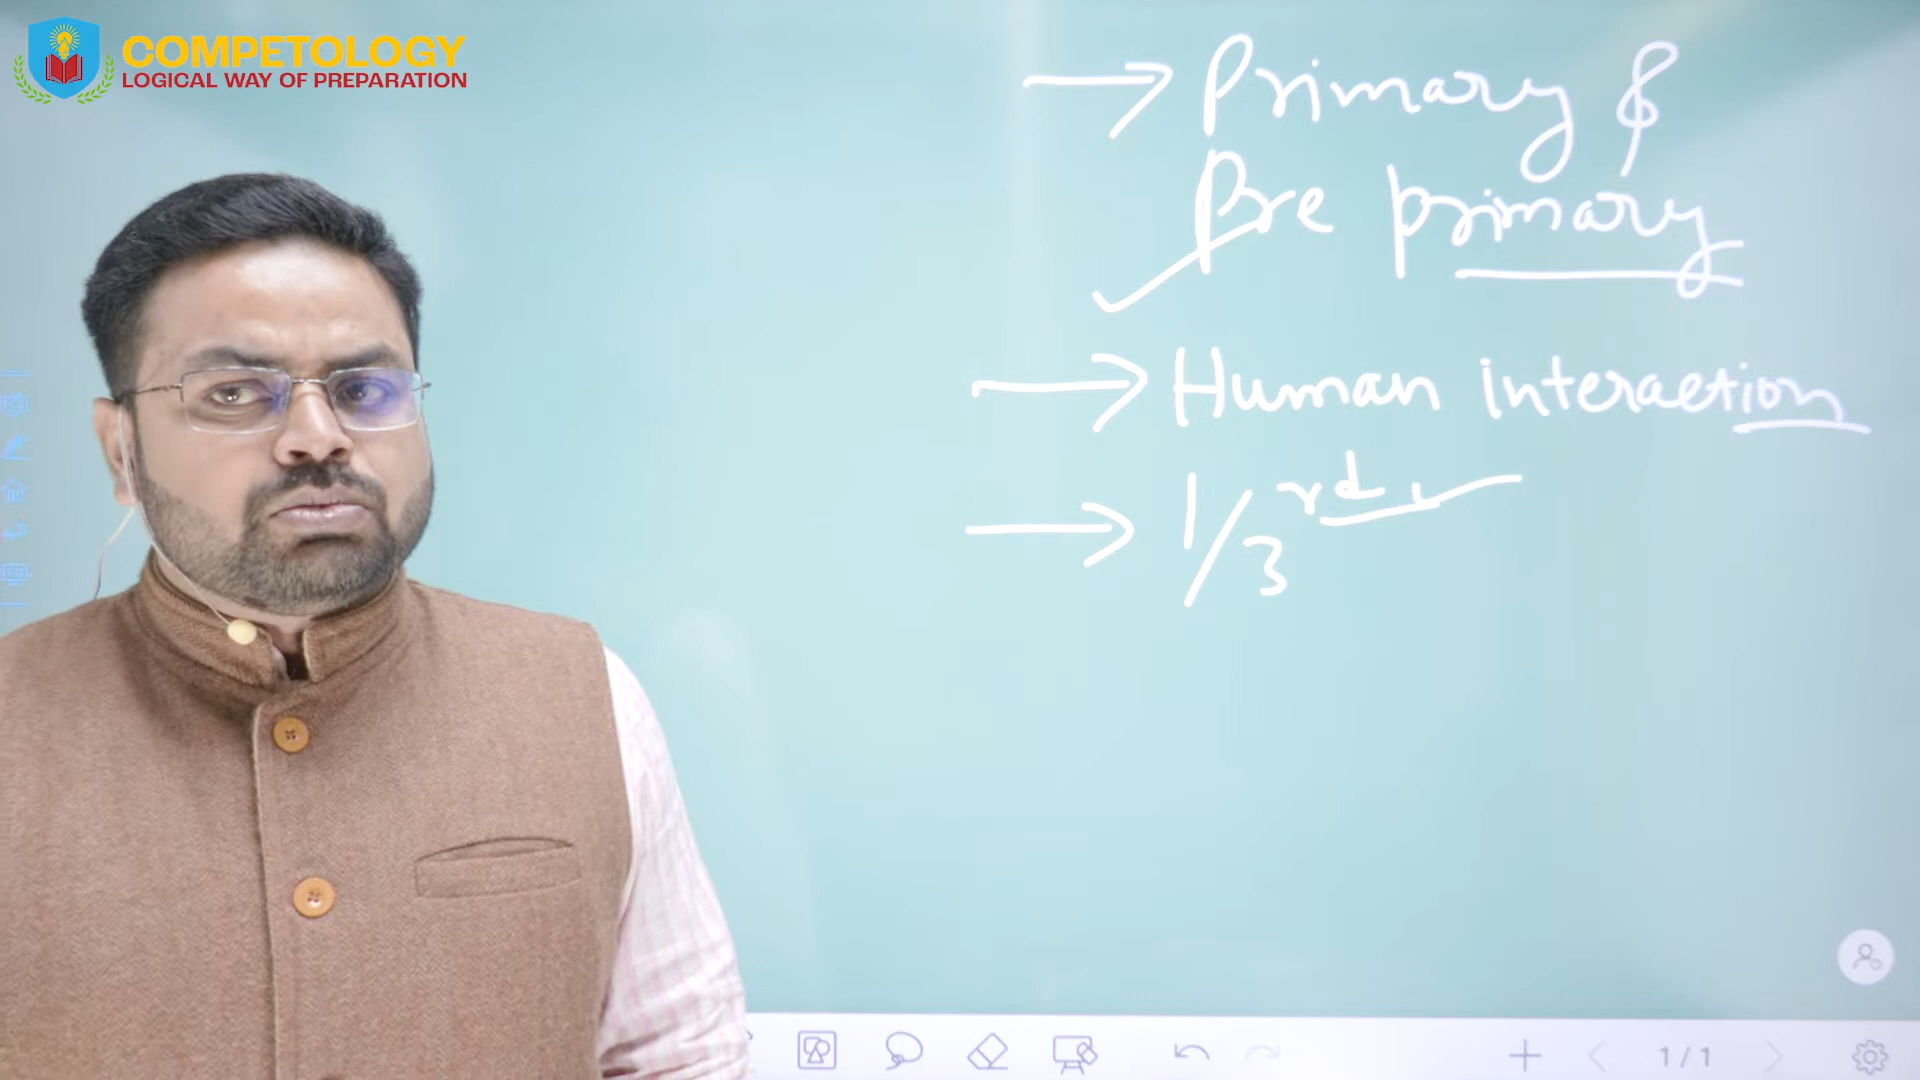 COMPETOLOGY
LOGICAL WAY OF PREPARATION
→ Primary &
Pre primary
→ Human interaction
→ 1/3rd
1/1